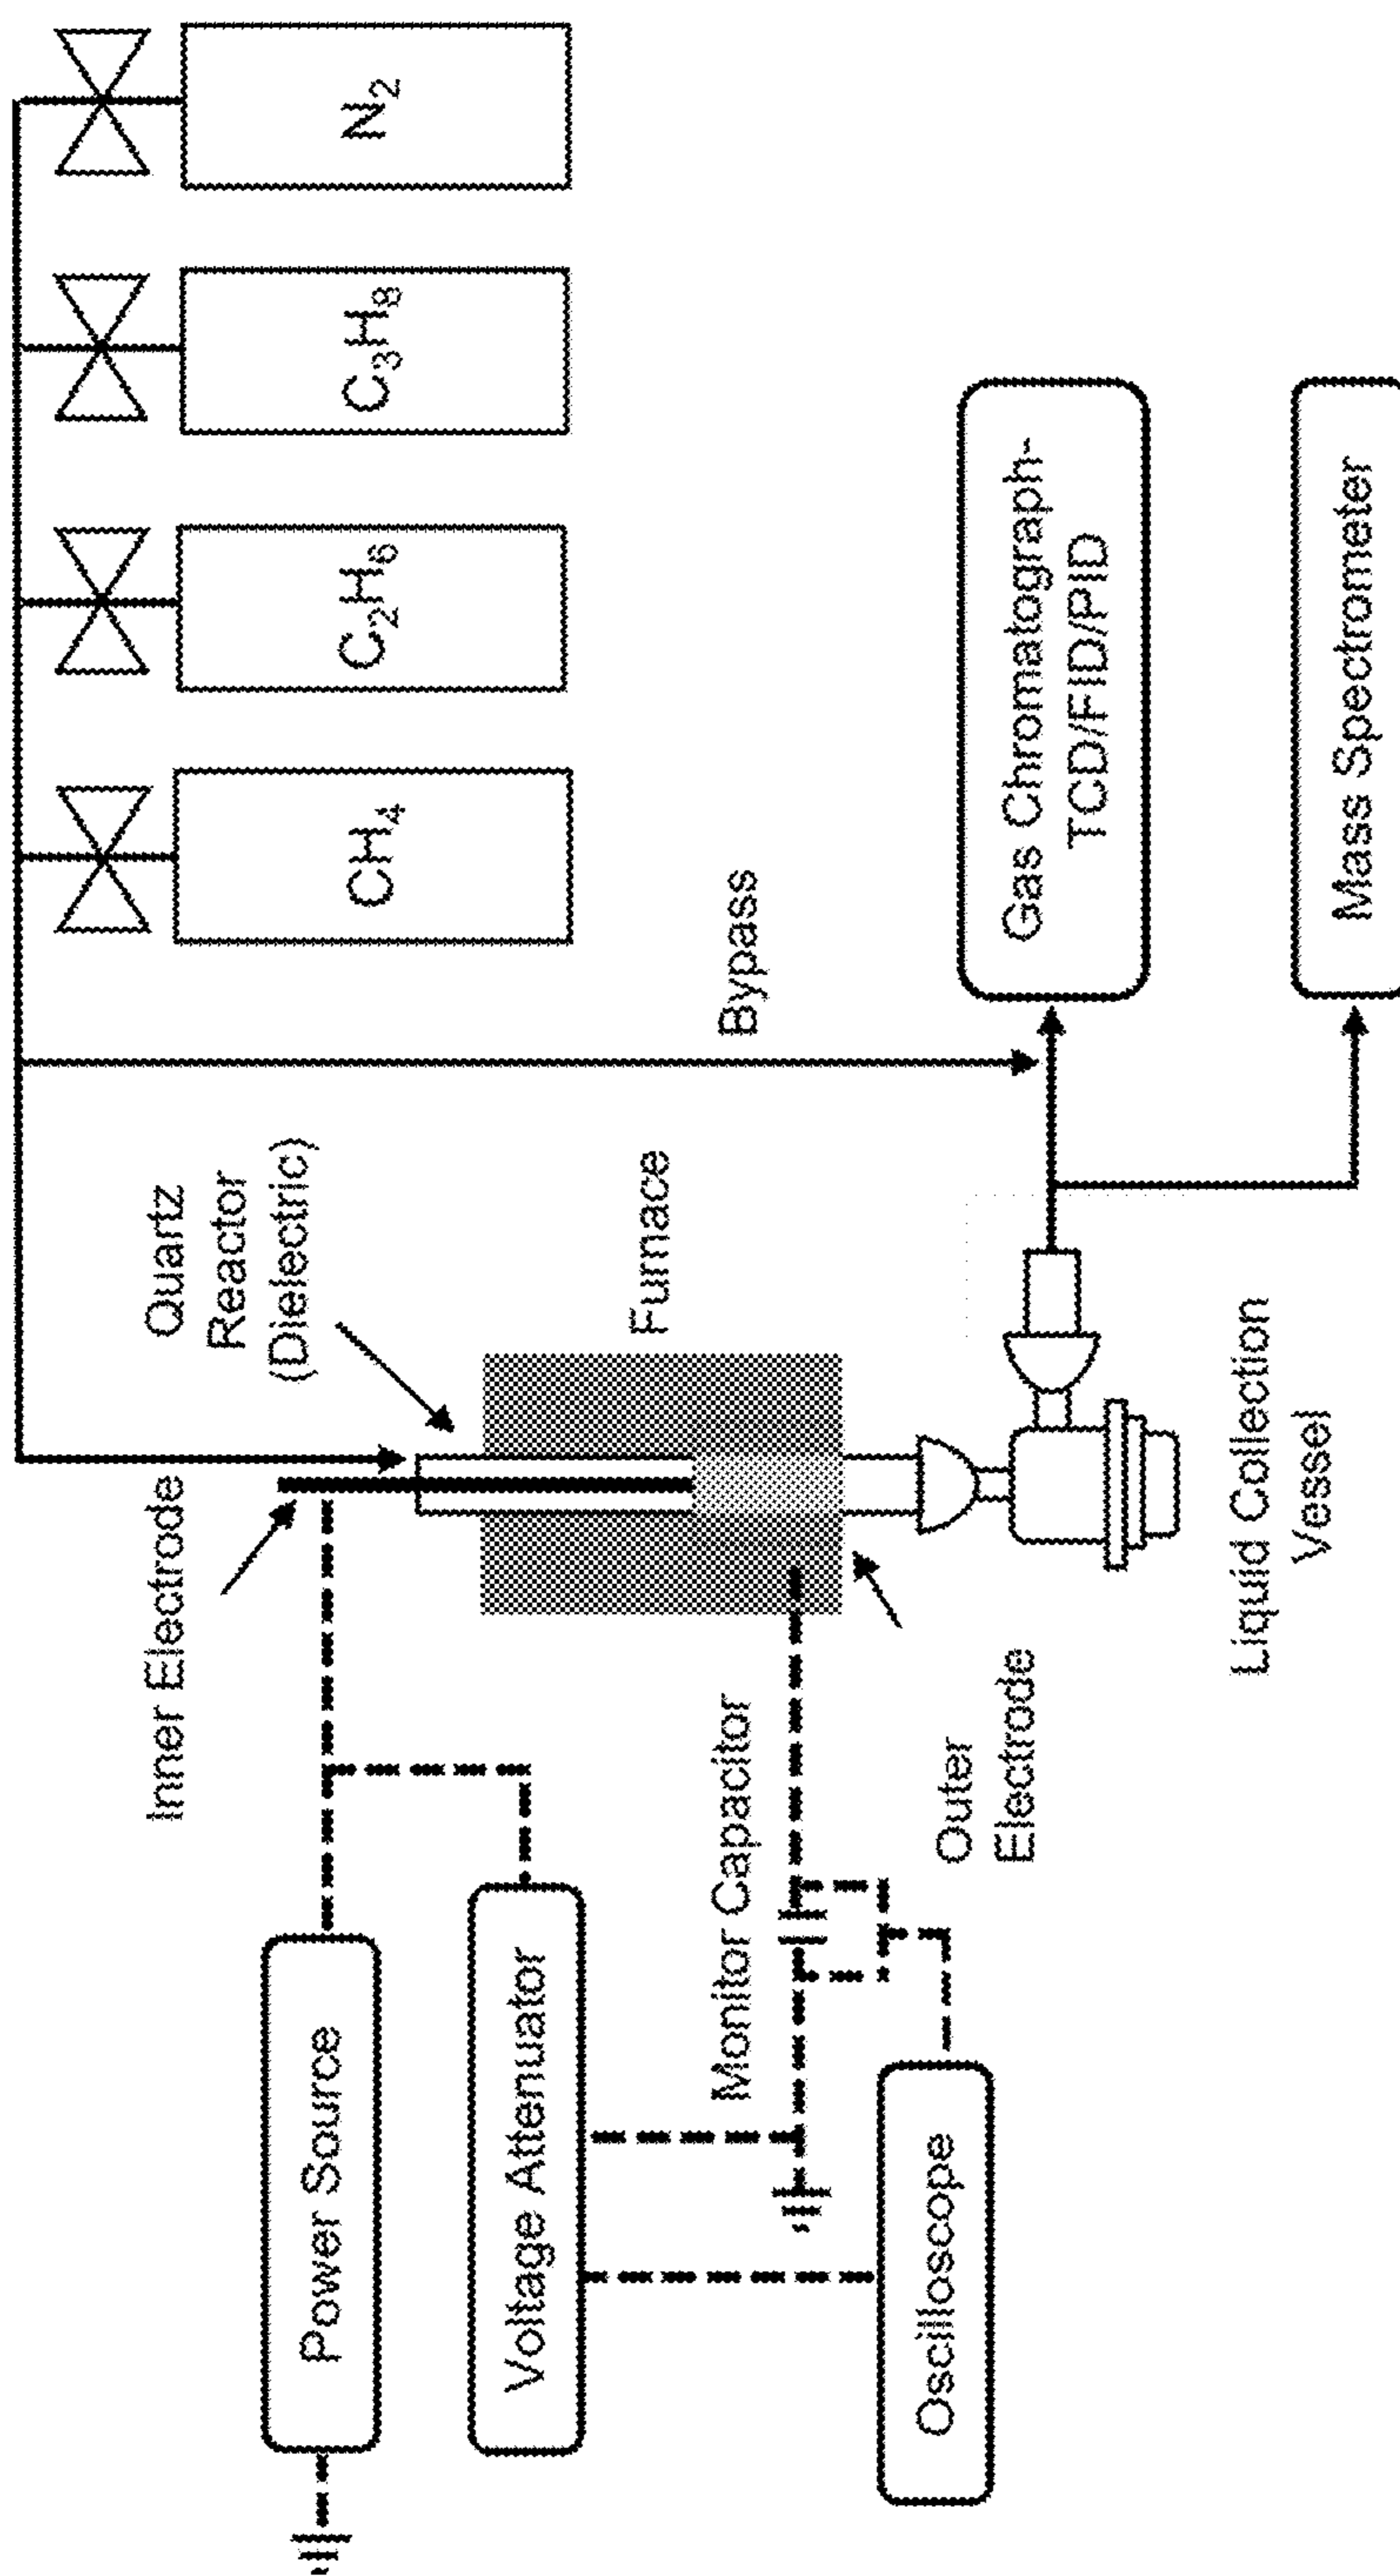 CH4
C2H6
C3H8
N2
Quartz
Reactor
(Dielectric)
Inner Electrode
Power Source
Voltage Attenuator
Furnace
Bypass
Monitor Capacitor
Outer
Electrode
Oscilloscope
Gas Chromatograph-
TCD/FID/PID
Liquid Collection
Vessel
Mass Spectrometer